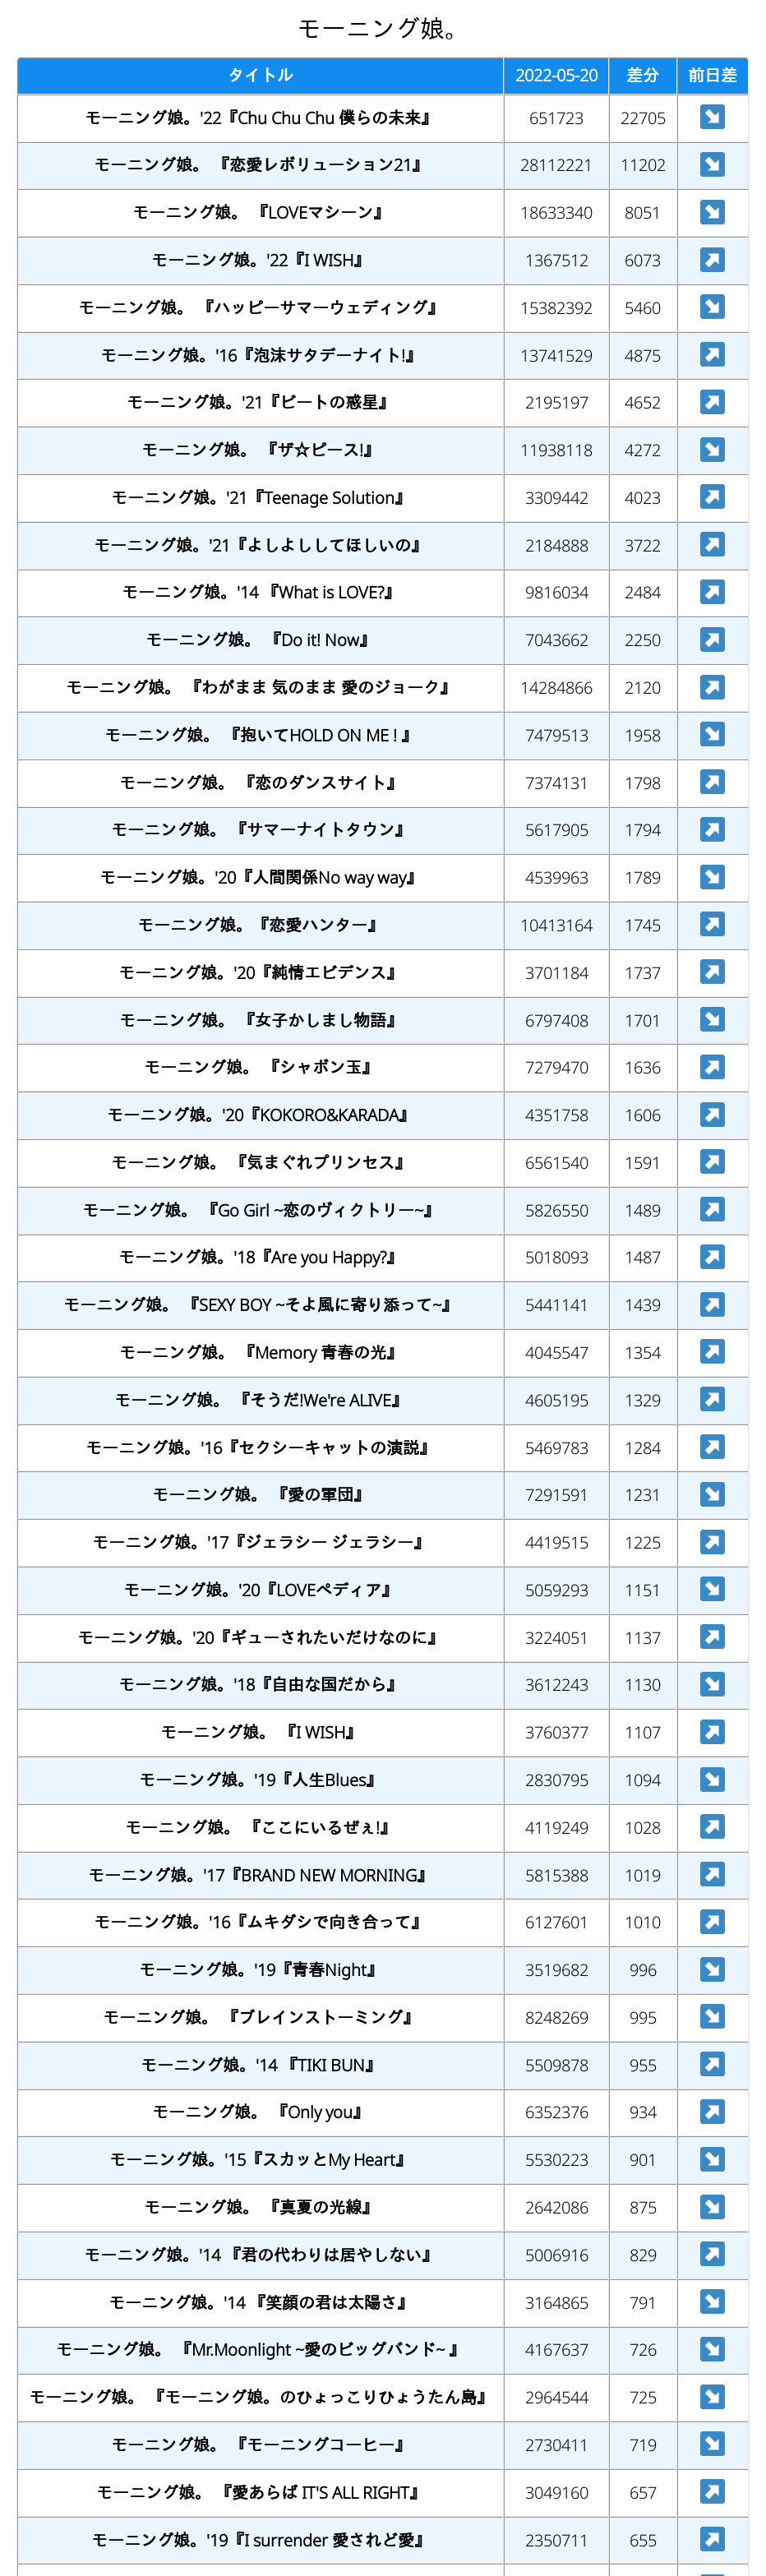 モーニング娘。
タイトル 2022-05-20 差分 前日差
モーニング娘。'22『Chu Chu Chu 僕らの未来』 651723 22705
モーニング娘。 『恋愛レボリューション21』 28112221 11202
モーニング娘。 『LOVEマシーン』 18633340 8051
モーニング娘。'22『I WISH』 1367512 6073
モーニング娘。 『ハッピーサマーウェディング』 15382392 5460
モーニング娘。'16『泡沫サタデーナイト!』 13741529 4875
モーニング娘。'21『ビートの惑星』 2195197 4652
モーニング娘。 『ザ☆ピース!』 11938118 4272
モーニング娘。'21『Teenage Solution』 3309442 4023
モーニング娘。'21『よしよししてほしいの』 2184888 3722
モーニング娘。'14 『What is LOVE?』 9816034 2484
モーニング娘。 『Do it! Now』 7043662 2250
モーニング娘。 『わがまま 気のまま 愛のジョーク』 14284866 2120
モーニング娘。 『抱いてHOLD ON ME ! 』 7479513 1958
モーニング娘。 『恋のダンスサイト』 7374131 1798
モーニング娘。 『サマーナイトタウン』 5617905 1794
モーニング娘。'20『人間関係No way way』 4539963 1789
モーニング娘。『恋愛ハンター』 10413164 1745
モーニング娘。'20『純情エビデンス』 3701184 1737
モーニング娘。 『女子かしまし物語』 6797408 1701
モーニング娘。 『シャボン玉』 7279470 1636
モーニング娘。'20『KOKORO&KARADA』 4351758 1606
モーニング娘。 『気まぐれプリンセス』 6561540 1591
モーニング娘。 『Go Girl ~恋のヴィクトリー~』 5826550 1489
モーニング娘。'18『Are you Happy?』 5018093 1487
モーニング娘。 『SEXY BOY ~そよ風に寄り添って~』 5441141 1439
モーニング娘。 『Memory 青春の光』 4045547 1354
モーニング娘。 『そうだ!We're ALIVE』 4605195 1329
モーニング娘。'16『セクシーキャットの演説』 5469783 1284
モーニング娘。 『愛の軍団』 7291591 1231
モーニング娘。'17『ジェラシー ジェラシー』 4419515 1225
モーニング娘。'20『LOVEペディア』 5059293 1151
モーニング娘。'20『ギューされたいだけなのに』 3224051 1137
モーニング娘。'18『自由な国だから』 3612243 1130
モーニング娘。 『I WISH』 3760377 1107
モーニング娘。'19『人生Blues』 2830795 1094
モーニング娘。 『ここにいるぜぇ!』 4119249 1028
モーニング娘。'17『BRAND NEW MORNING』 5815388 1019
モーニング娘。'16『ムキダシで向き合って』 6127601 1010
モーニング娘。'19『青春Night』 3519682 996
モーニング娘。 『ブレインストーミング』 8248269 995
モーニング娘。'14 『TIKI BUN』 5509878 955
モーニング娘。 『Only you』 6352376 934
モーニング娘。'15『スカッとMy Heart』 5530223 901
モーニング娘。 『真夏の光線』 2642086 875
モーニング娘。'14 『君の代わりは居やしない』 5006916 829
モーニング娘。'14 『笑顔の君は太陽さ』 3164865 791
モーニング娘。 『Mr.Moonlight ~愛のビッグバンド~ 』 4167637 726
モーニング娘。 『モーニング娘。のひょっこりひょうたん島』 2964544 725
モーニング娘。 『モーニングコーヒー』 2730411 719
モーニング娘。 『愛あらば IT'S ALL RIGHT』 3049160 657
モーニング娘。'19『I surrender 愛されど愛』 2350711 655